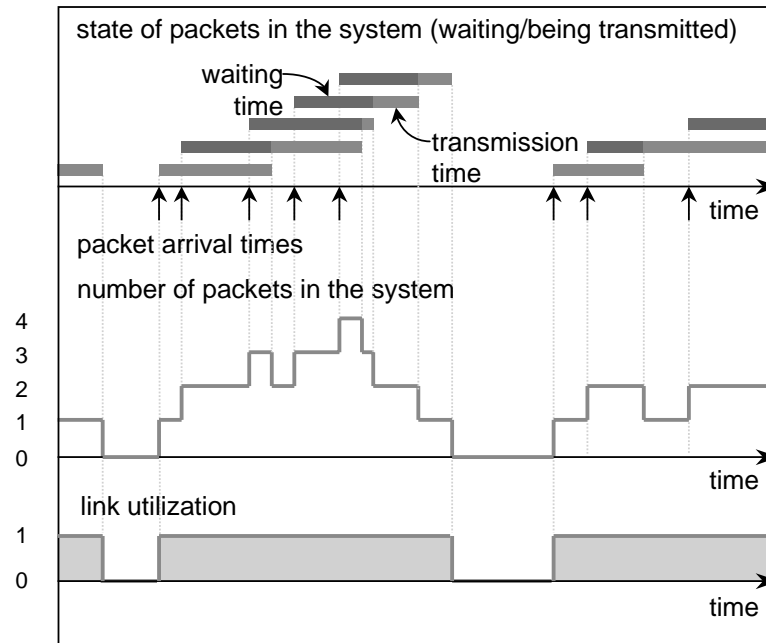 state of packets in the system (waiting/being transmitted)
waiting
time
transmission
time
time
packet arrival times
number of packets in the system
4
3
2
1
0
time
link utilization
1
0
time